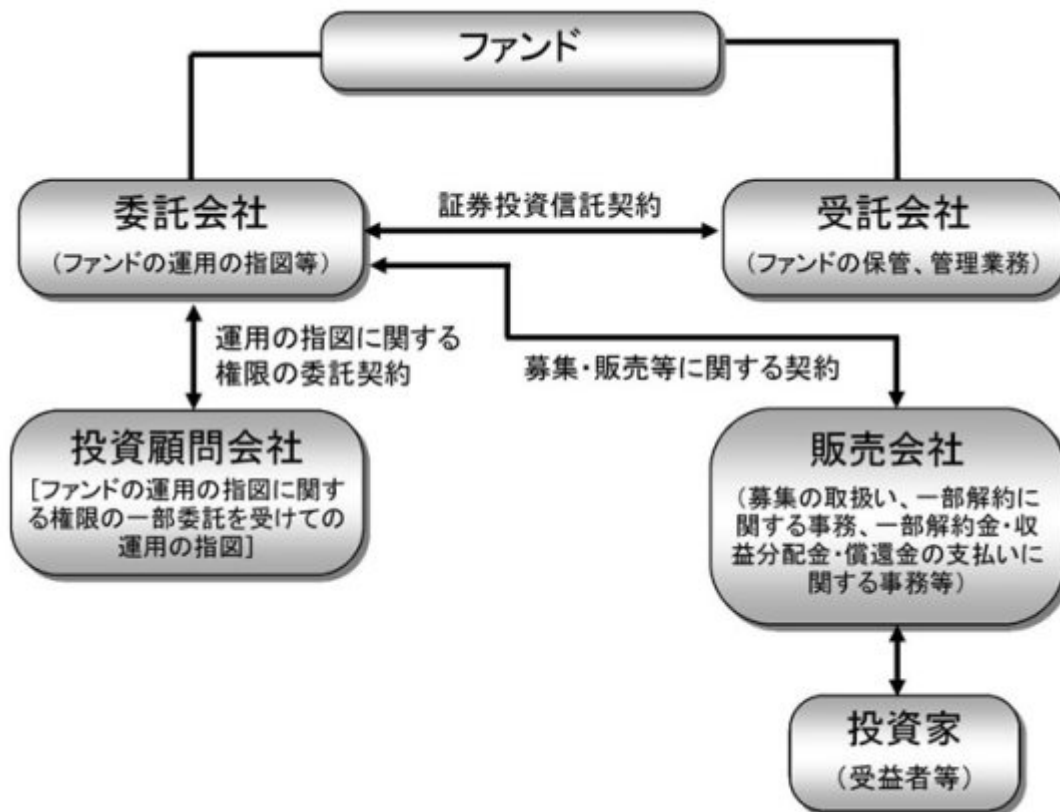 ファンド
委託会社
(ファンドの運用の指図等)
証券投資信託契約
受託会社
(ファンドの保管、管理業務)
運用の指図に関する
権限の委託契約
募集・販売等に関する契約
投資顧問会社
[ファンドの運用の指図に関す
る権限の一部委託を受けての
運用の指図]
販売会社
(募集の取扱い、一部解約に
関する事務、一部解約金・収
益分配金・償還金の支払いに
関する事務等)
投資家
(受益者等)